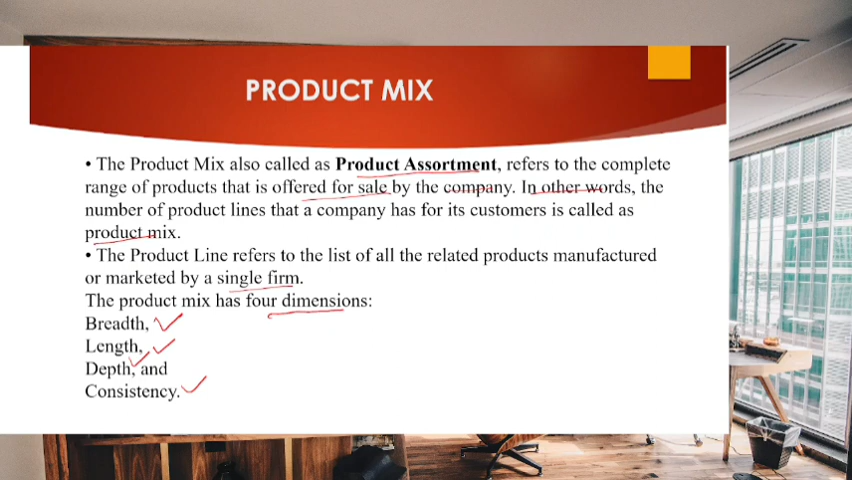 PRODUCT MIX
• The Product Mix also called as Product Assortment, refers to the complete
range of products that is offered for sale by the company. In other words, the
number of product lines that a company has for its customers is called as
product mix.
• The Product Line refers to the list of all the related products manufactured
or marketed by a single firm.
The product mix has four dimensions:
Breadth,
Length,
Depth, and
Consistency.